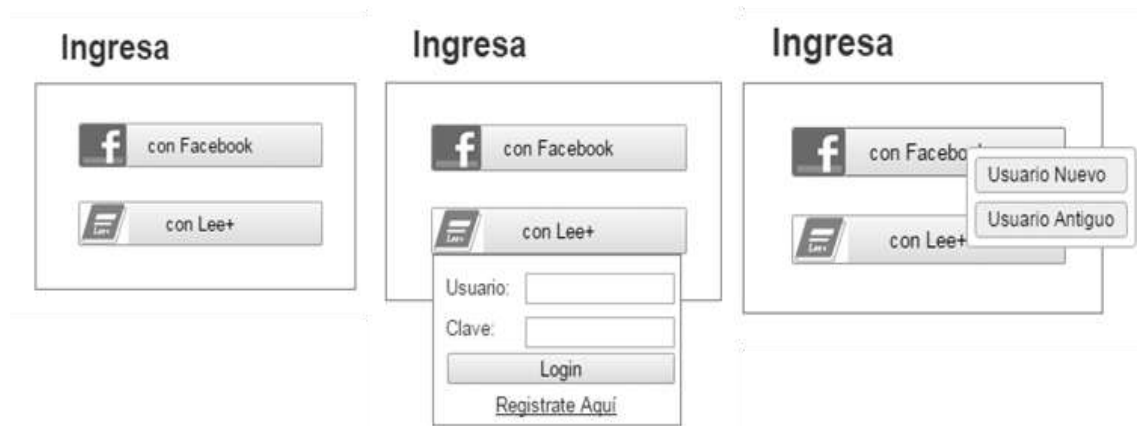 Ingresa
con Facebook
con Lee+
Ingresa
con Facebook
con Lee+
Usuario:
Clave:
Login
Registrate Aquí
Ingresa
con Facebo
Usuario Nuevo
Usuario Antiguo
con Lee+